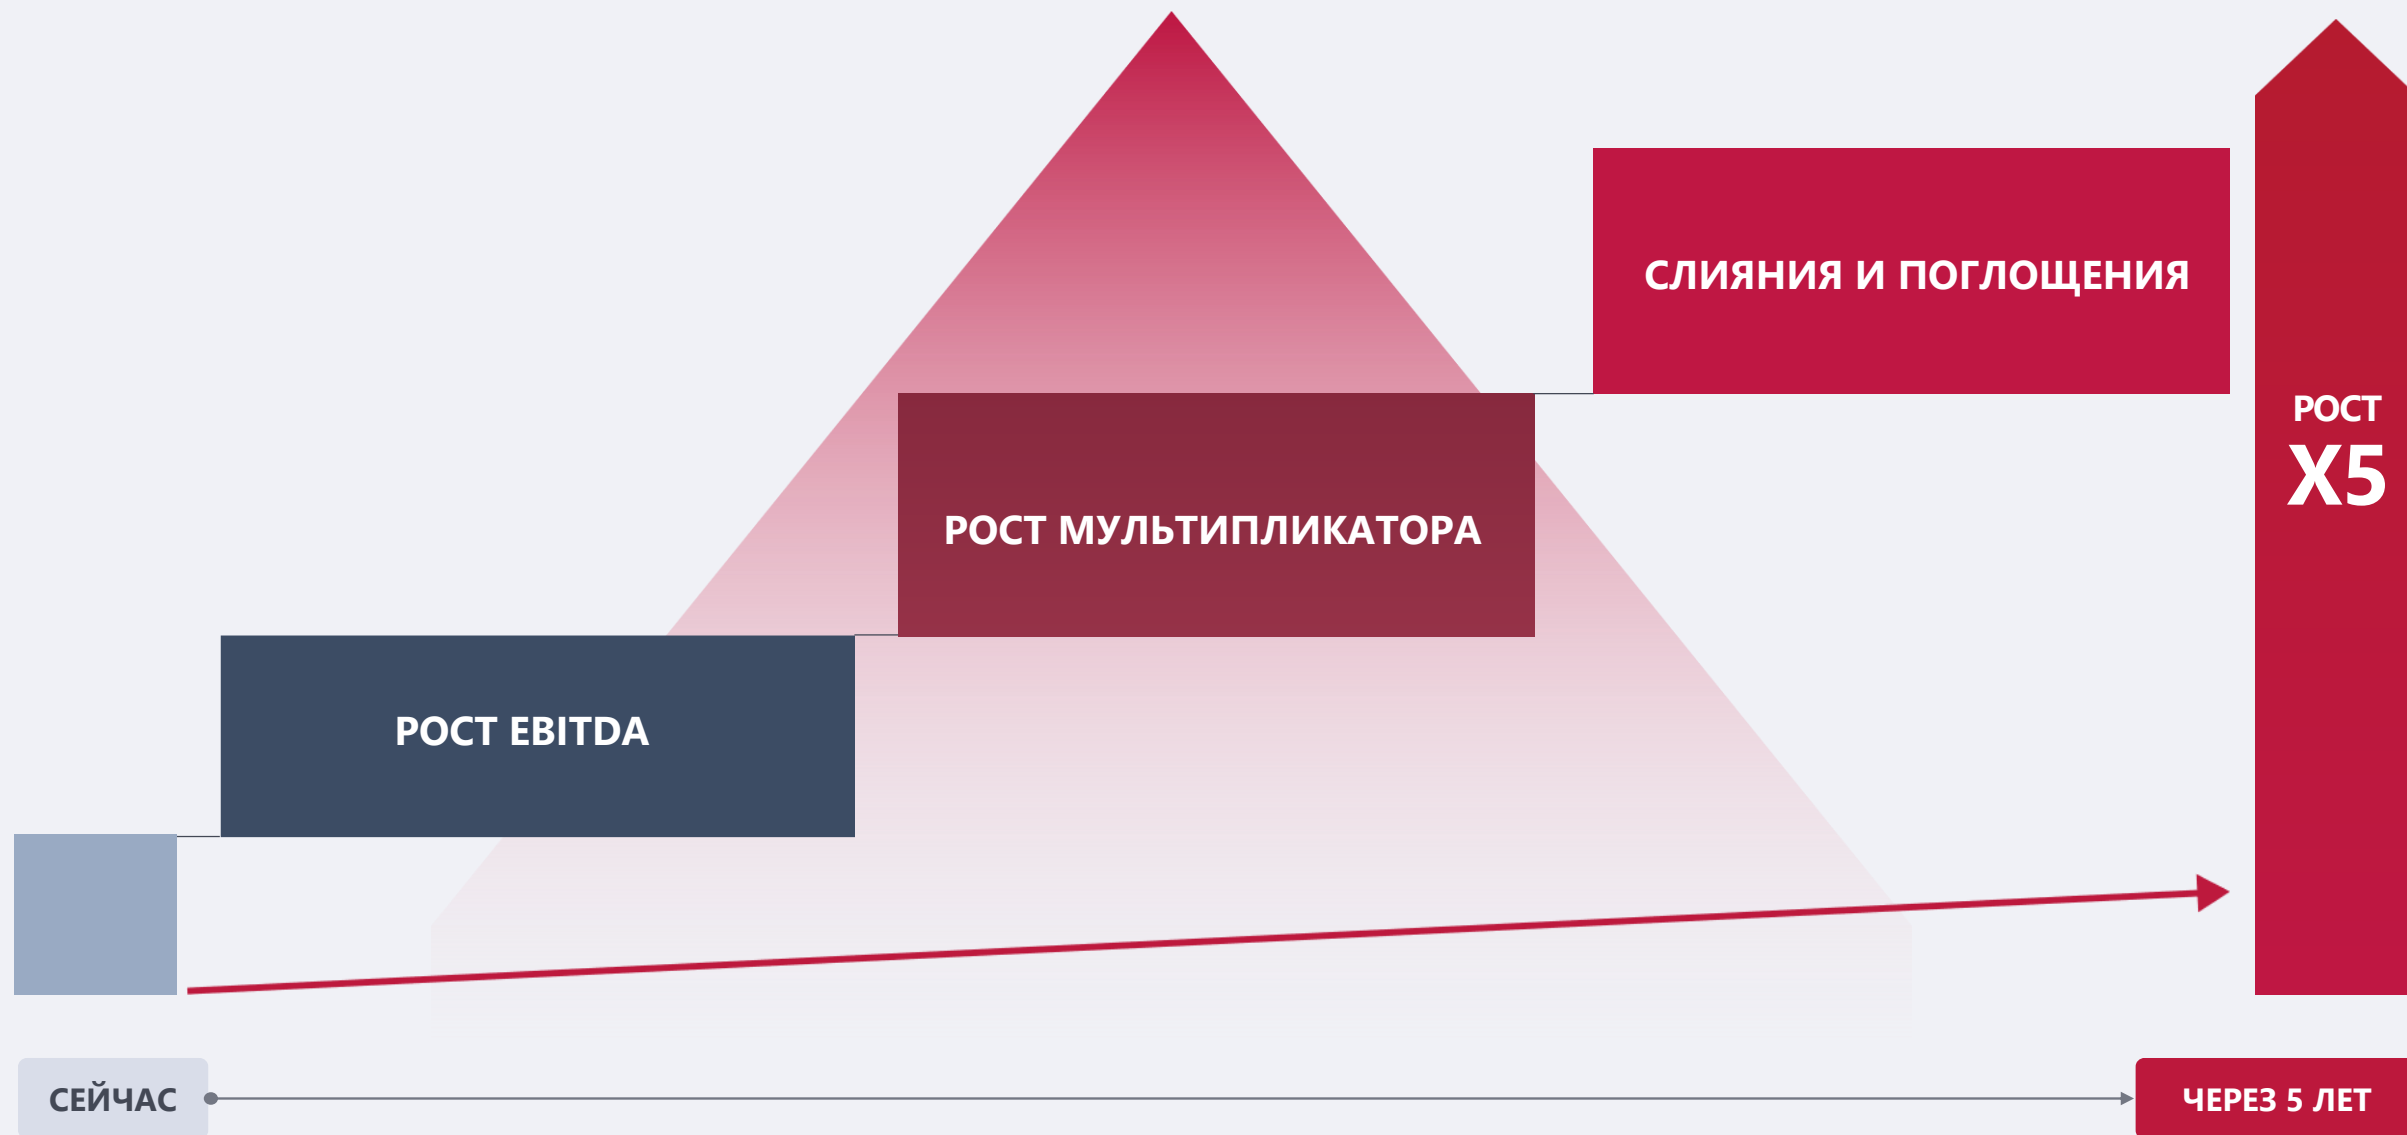 СЛИЯНИЯ И ПОГЛОЩЕНИЯ
РОСТ
X5
РОСТ МУЛЬТИПЛИКАТОРА
РОСТ EBITDA
СЕЙЧАС
ЧЕРЕЗ 5 ЛЕТ